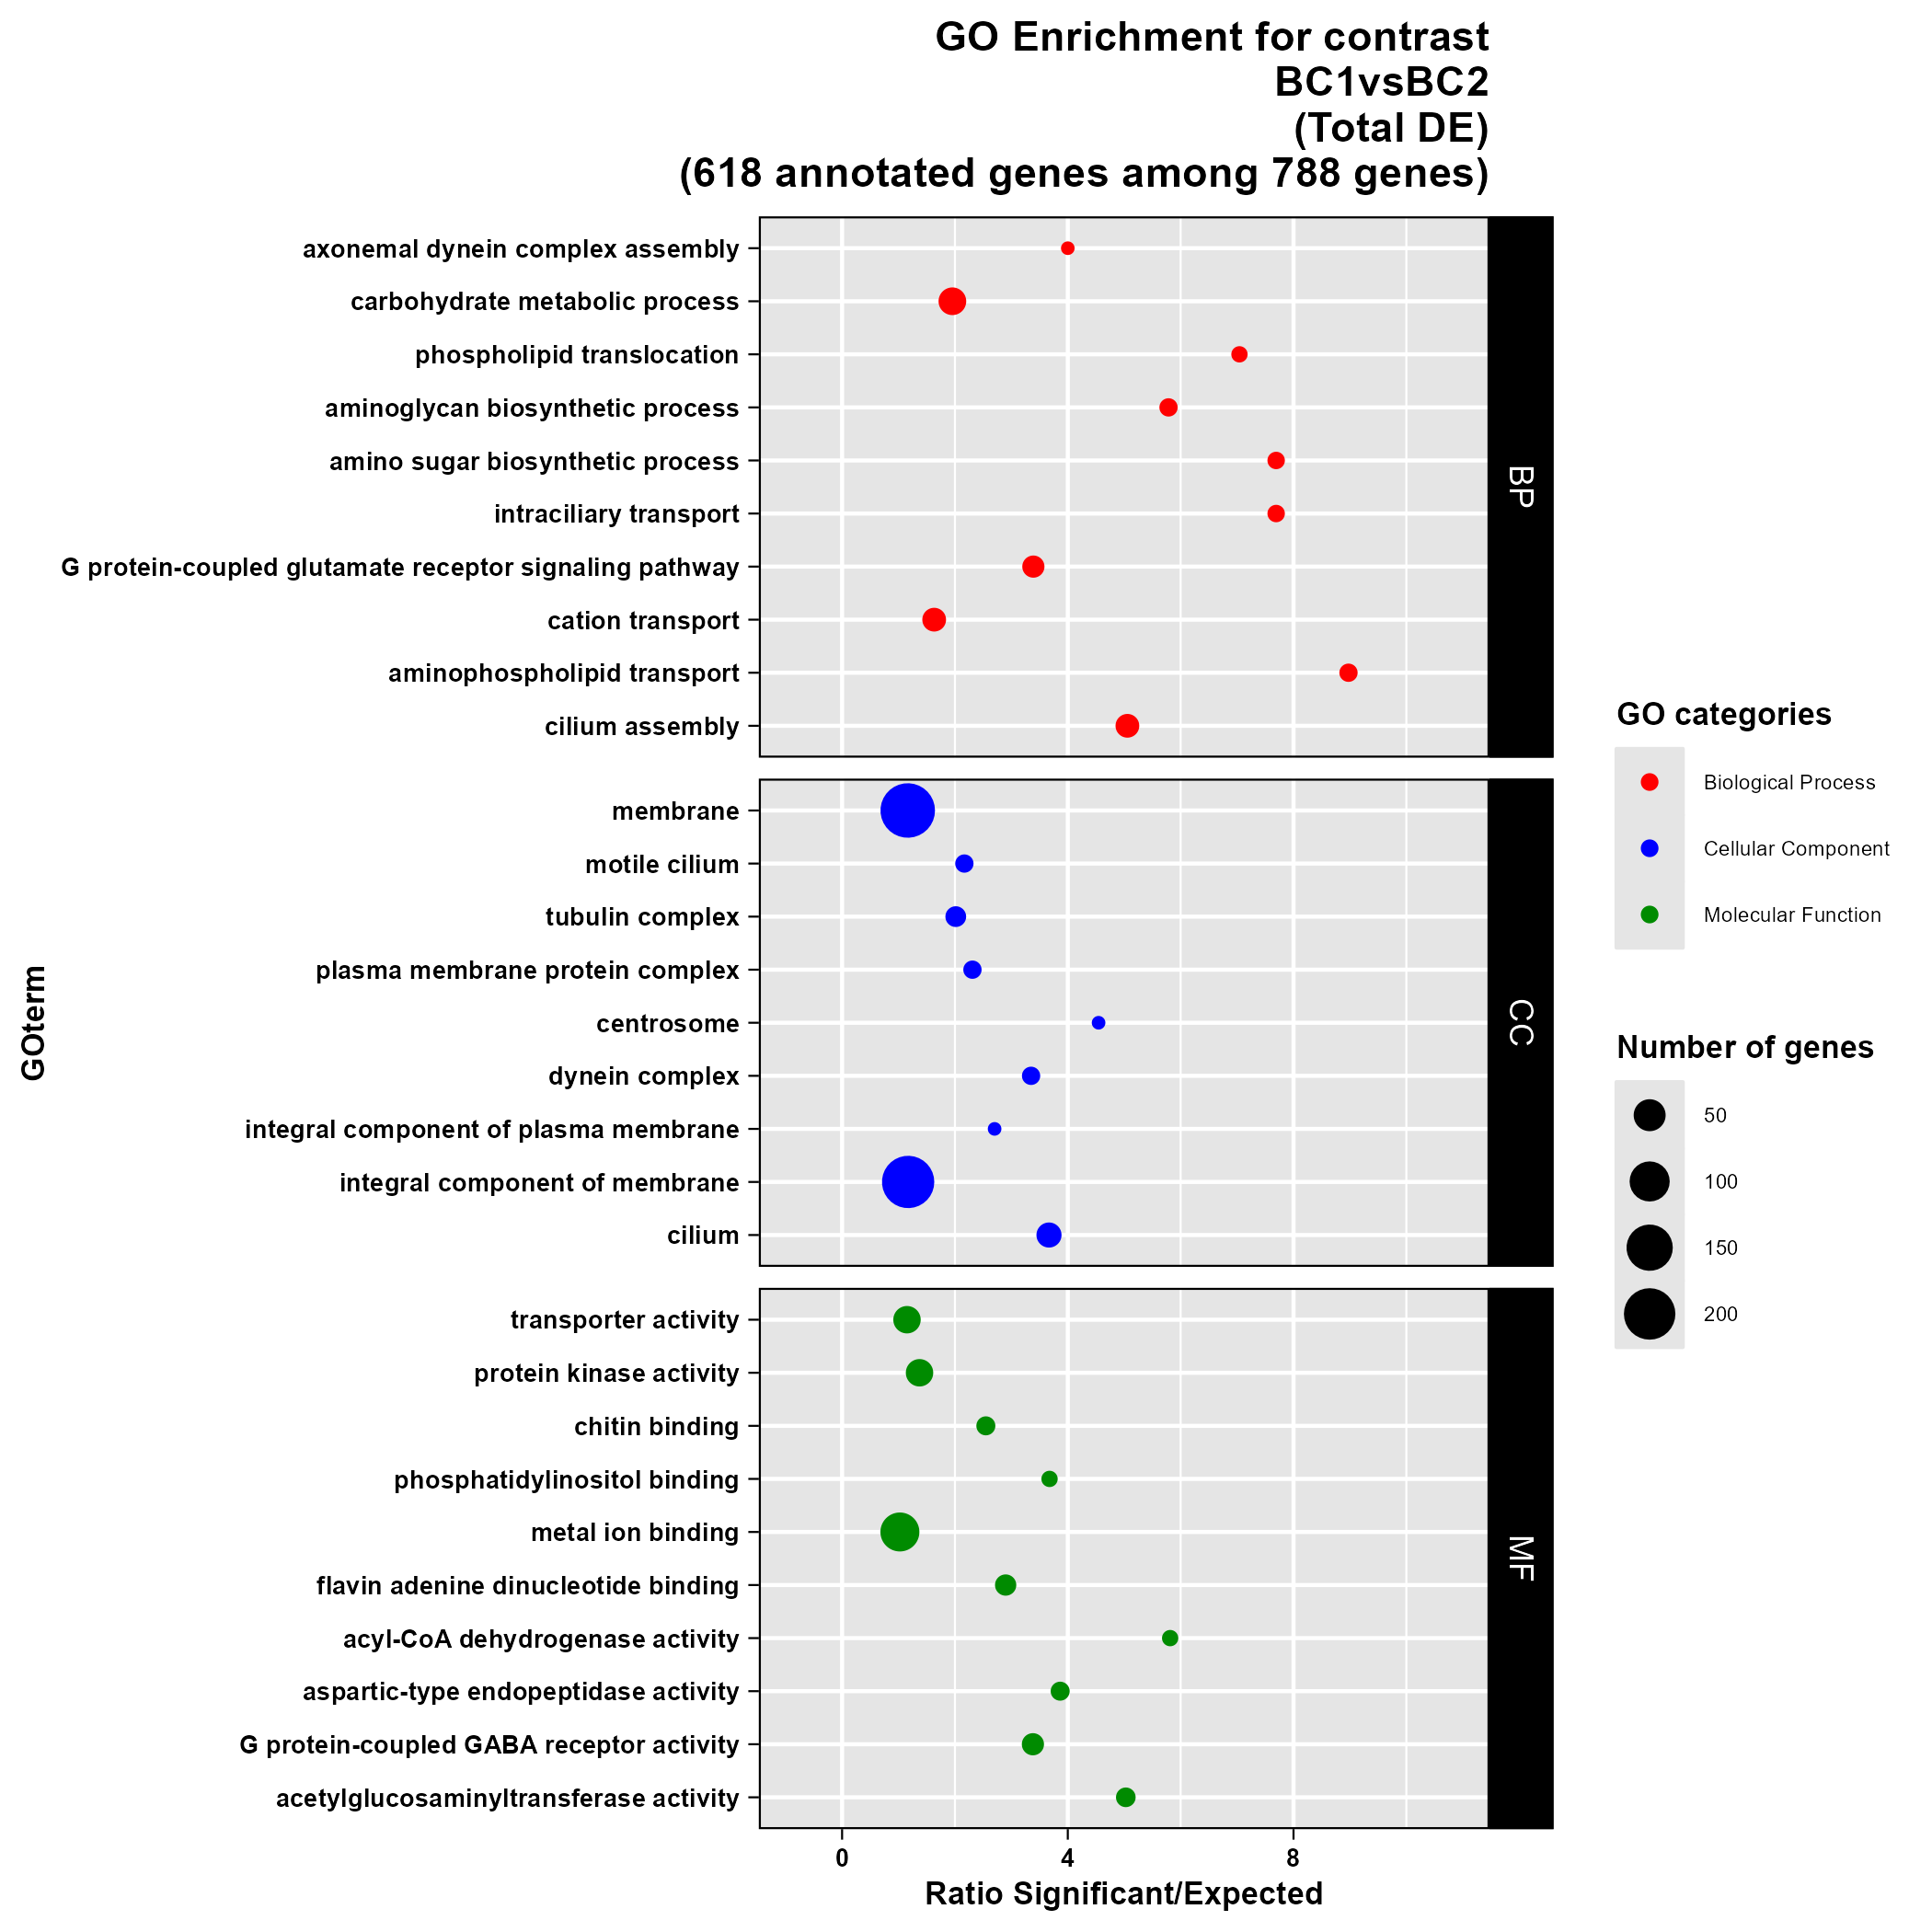 GO Enrichment for contrast
BC1vsBC2
(Total DE)
(618 annotated genes among 788 genes)
axonemal dynein complex assembly
carbohydrate metabolic process
phospholipid translocation
aminoglycan biosynthetic process
amino sugar biosynthetic process
intraciliary transport
G protein-coupled glutamate receptor signaling pathway
cation transport
aminophospholipid transport
cilium assembly
BP
membrane
motile cilium
tubulin complex
plasma membrane protein complex
centrosome
dynein complex
integral component of plasma membrane
integral component of membrane
cilium
CC
transporter activity
protein kinase activity
chitin binding
phosphatidylinositol binding
metal ion binding
flavin adenine dinucleotide binding
acyl-CoA dehydrogenase activity
aspartic-type endopeptidase activity
G protein-coupled GABA receptor activity
acetylglucosaminyltransferase activity
MF
GOterm
0 4 8
Ratio Significant/Expected
GO categories
Biological Process
Cellular Component
Molecular Function
Number of genes
50
100
150
200